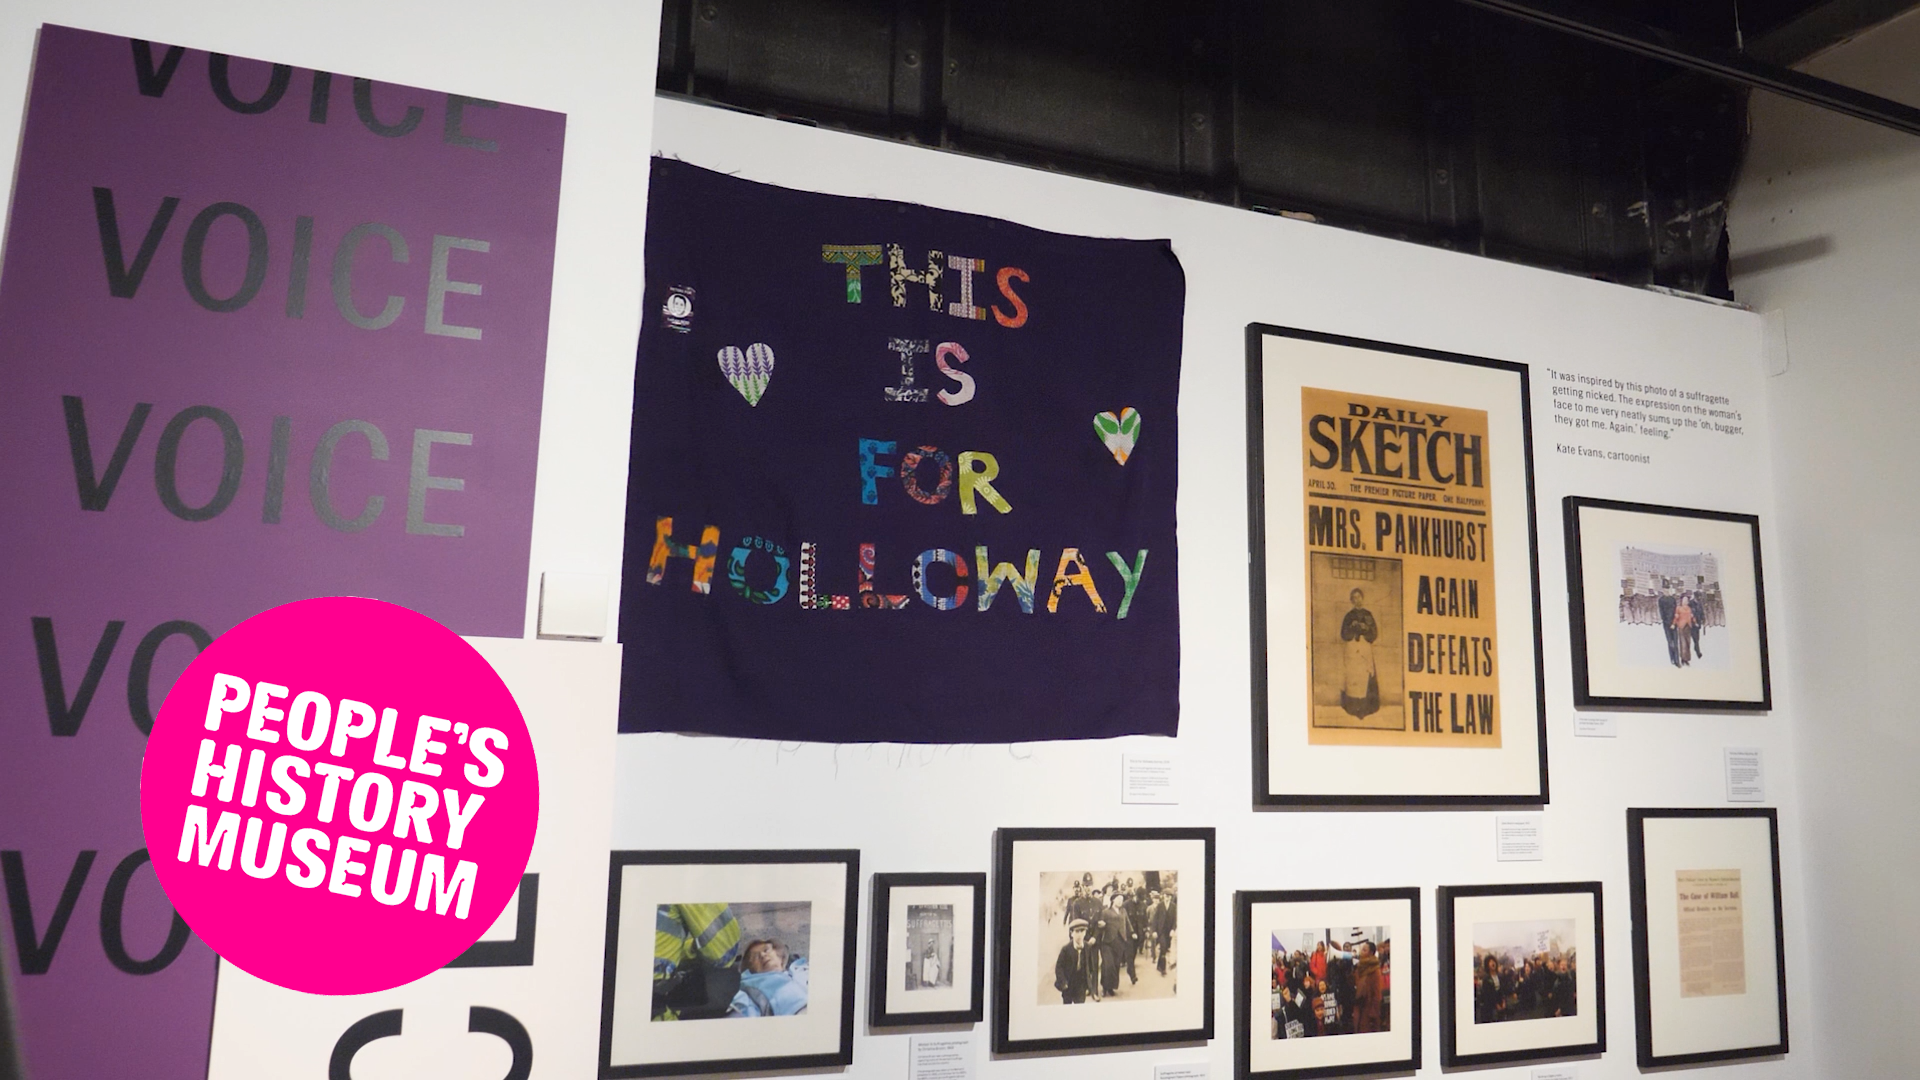 VOICE
VOICE
VOICE
VO
VO
CE
PEOPLE'S
HISTORY
MUSEUM
THIS
IS
FOR
HOLLOWAY
DAILY
SKETCH
APRIL 30. THE PREMIER PICTURE PAPER. ONE HALFPENNY.
MRS. PANKHURST
AGAIN
DEFEATS
THE LAW
"It was inspired by this photo of a suffragette
getting nicked. The expression on the woman's
face to me very neatly sums up the 'oh, bugger,
they got me. Again.' feeling."
Kate Evans, cartoonist
SUFFRAGETTES
The Case of William Ball.